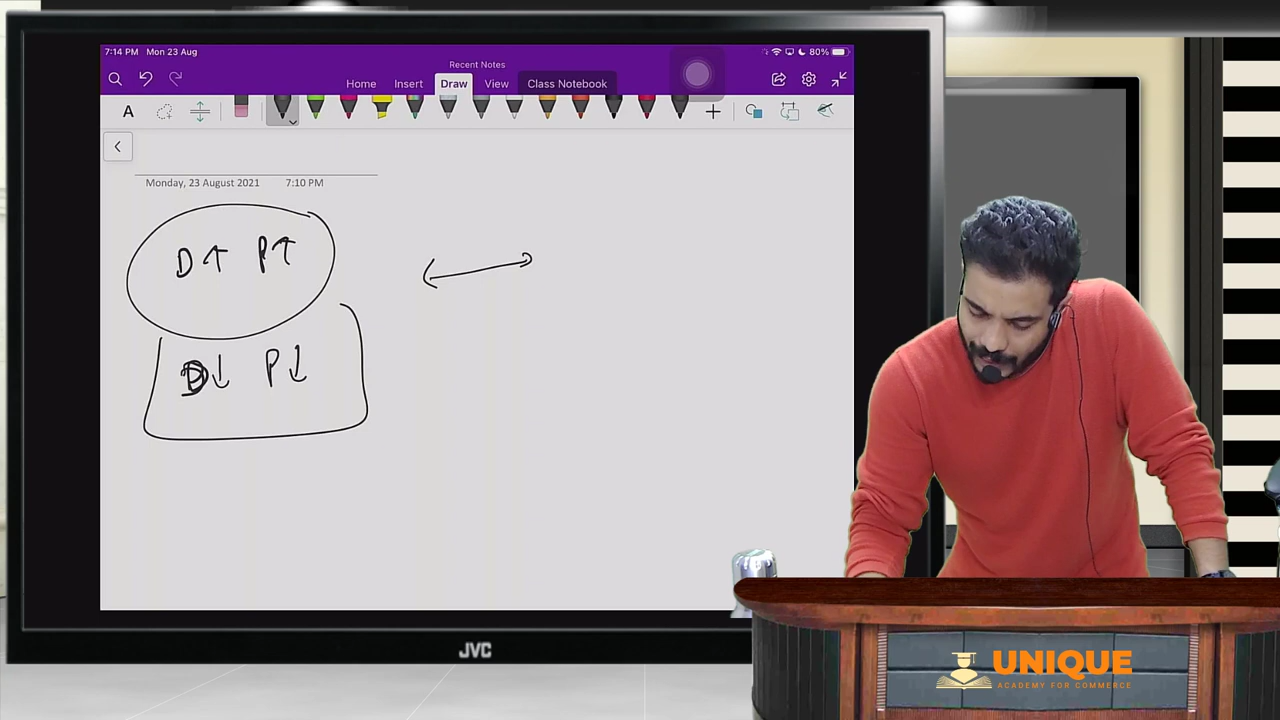 7:14 PM Mon 23 Aug
80%
Recent Notes
Home Insert Draw View Class Notebook
A
Monday, 23 August 2021 7:10 PM
D↑ P↑
D↓ P↓
JVC
UNIQUE
ACADEMY FOR COMMERCE